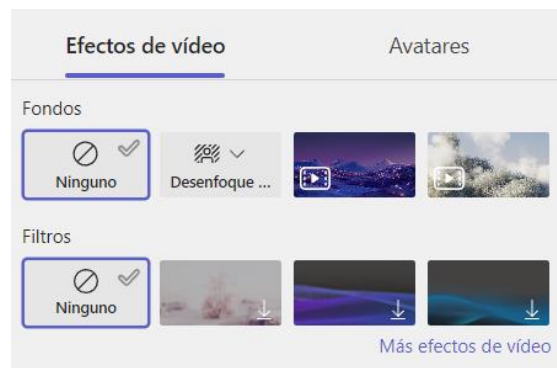 Efectos de vídeo
Avatares
Fondos
Ninguno
Desenfoque ...
Filtros
Ninguno
Más efectos de vídeo